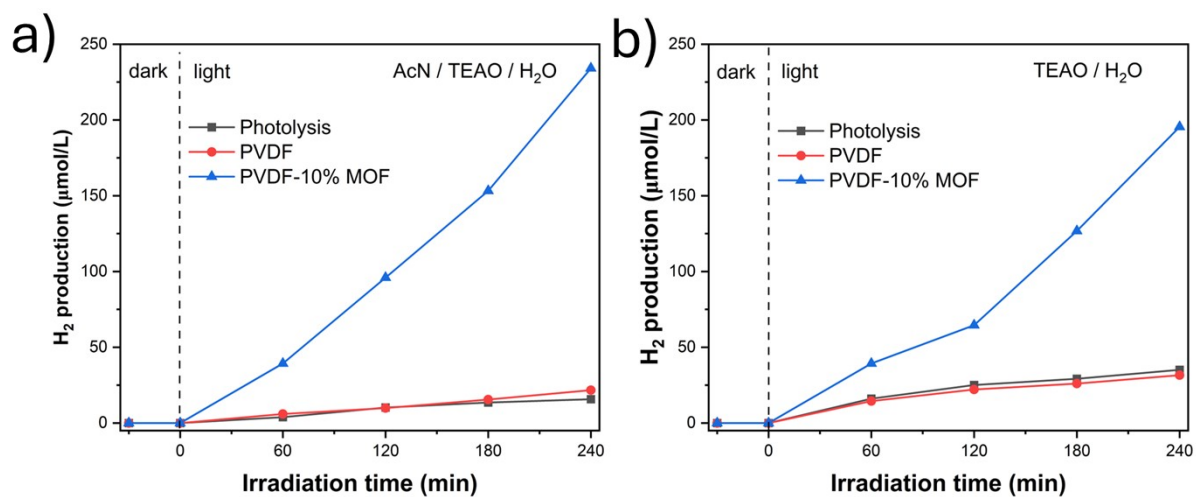 a)
250
200
150
100
50
0
H₂ production (µmol/L)
dark
light
AcN / TEAO / H₂O
Photolysis
PVDF
PVDF-10% MOF
0
60
120
180
240
Irradiation time (min)
b)
250
200
150
100
50
0
H₂ production (µmol/L)
dark
light
TEAO / H₂O
Photolysis
PVDF
PVDF-10% MOF
0
60
120
180
240
Irradiation time (min)